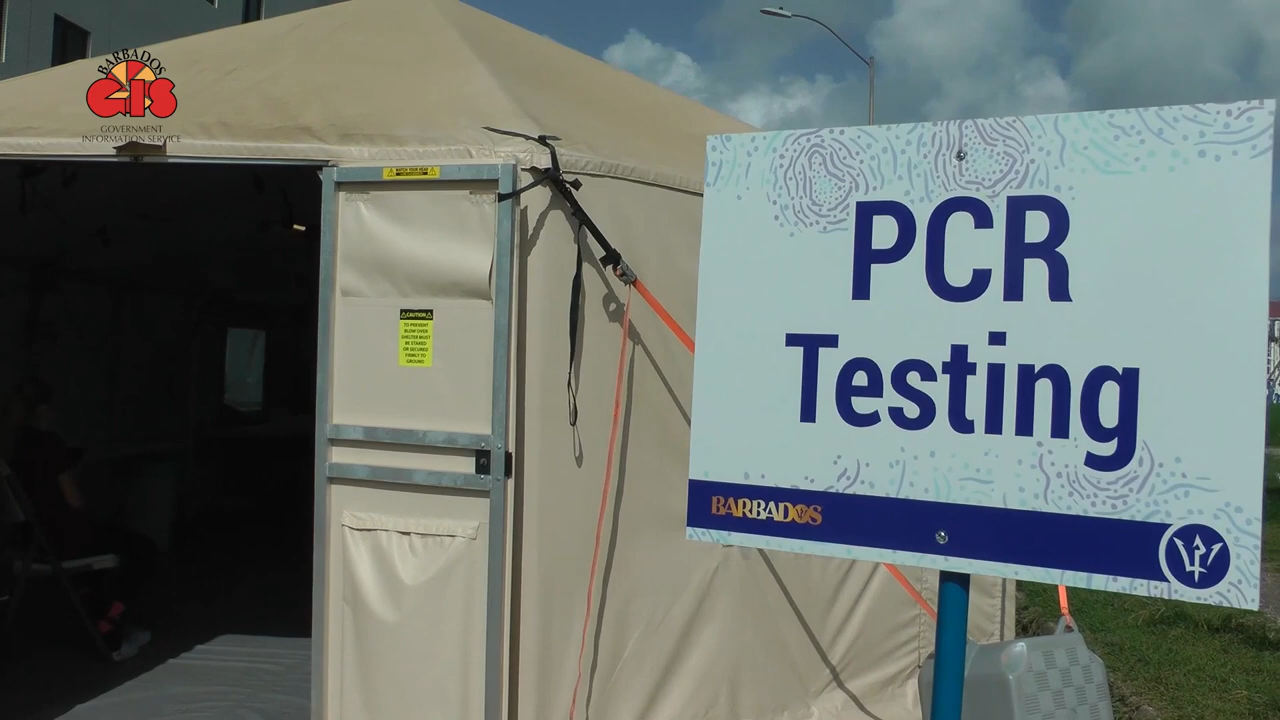 BARBADOS
GIS
GOVERNMENT
INFORMATION SERVICE
WATCH YOUR HEAD
CAUTION
TO PREVENT
BLOW OVER
SHELTER MUST
BE STAKED
OR SECURED
FIRMLY TO
GROUND
PCR
Testing
BARBADOS